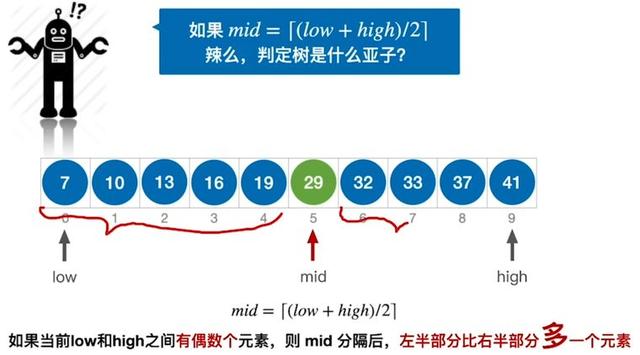 !?
如果 mid = ⌈(low + high)/2⌉
辣么，判定树是什么亚子?
7 10 13 16 19 29 32 33 37 41
0 1 2 3 4 5 6 7 8 9
low mid high
mid = ⌈(low + high)/2⌉
如果当前low和high之间有偶数个元素，则 mid 分隔后，左半部分比右半部分多一个元素